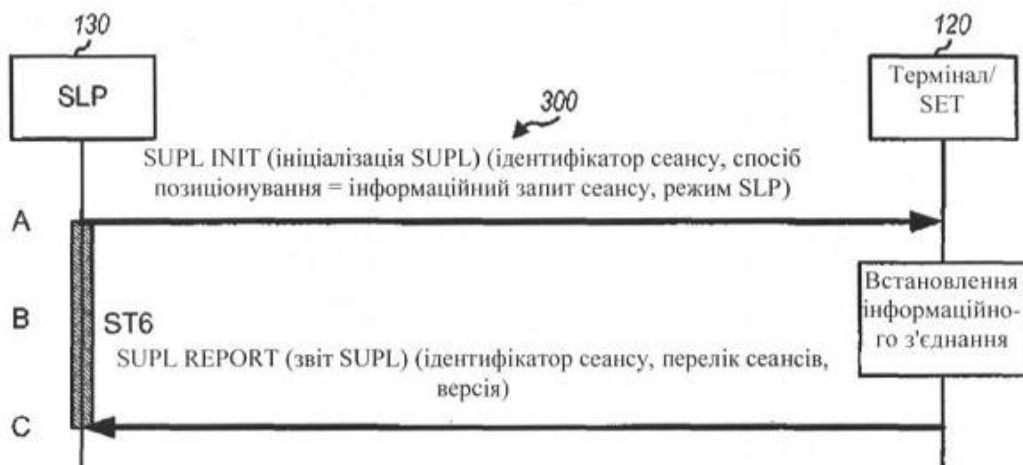 130
120
SLP
Термінал/
SET
300
SUPL INIT (ініціалізація SUPL) (ідентифікатор сеансу, спосіб
позиціонування = інформаційний запит сеансу, режим SLP)
A
Встановлення
інформаційно-
го з'єднання
B
ST6
SUPL REPORT (звіт SUPL) (ідентифікатор сеансу, перелік сеансів,
версія)
C